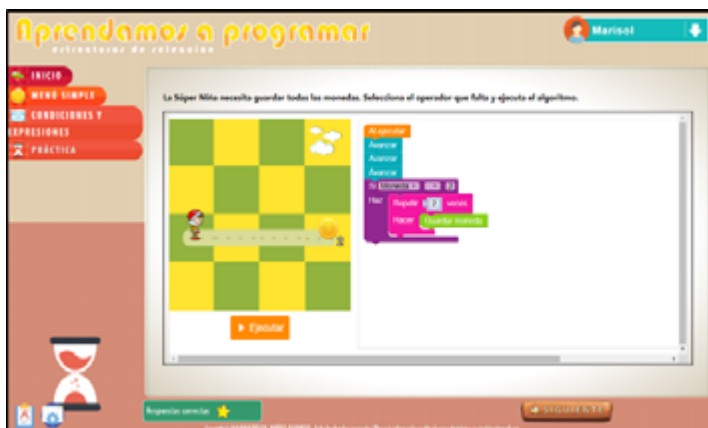 Aprendamos a programar
estructuras de selección
Marisol
INICIO
MENÚ SIMPLE
CONDICIONES Y
EXPRESIONES
PRÁCTICA
La Súper Niña necesita guardar todas las monedas. Selecciona el operador que falta y ejecuta el algoritmo.
Al ejecutar
Avanzar
Avanzar
Avanzar
Si Moneda
Haz Repetir veces
Hacer Guardar moneda
Ejecutar
Respuestas correctas
SIGUIENTE